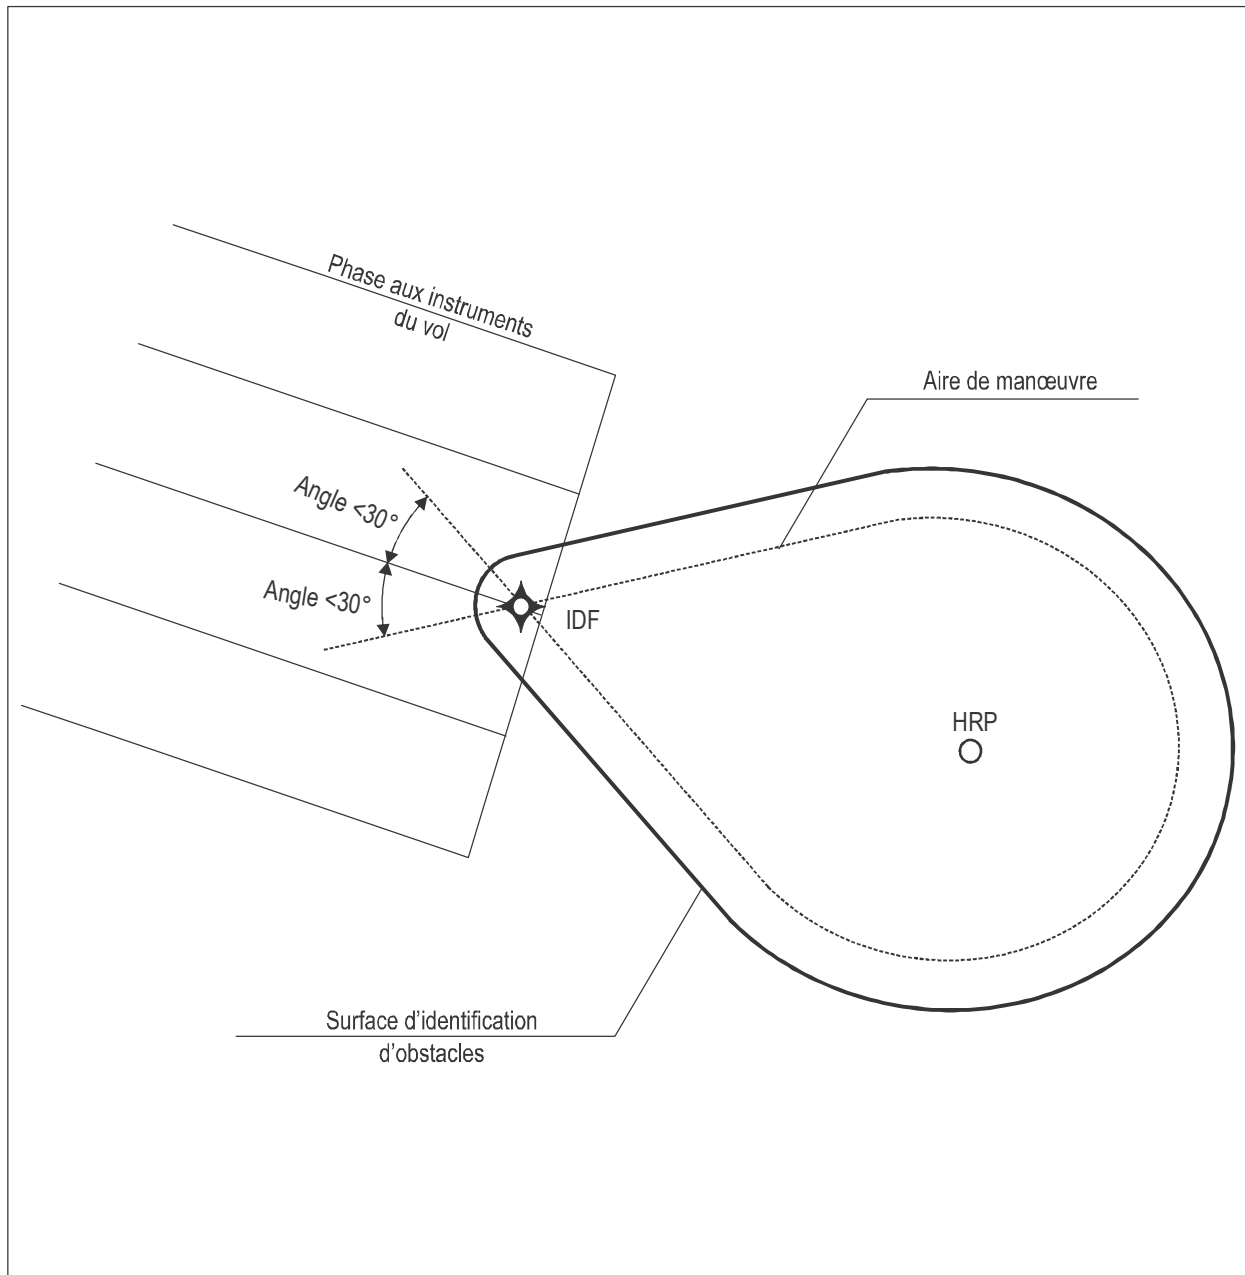 Phase aux instruments
du vol
Aire de manœuvre
Angle <30°
Angle <30°
IDF
HRP
Surface d’identification
d’obstacles